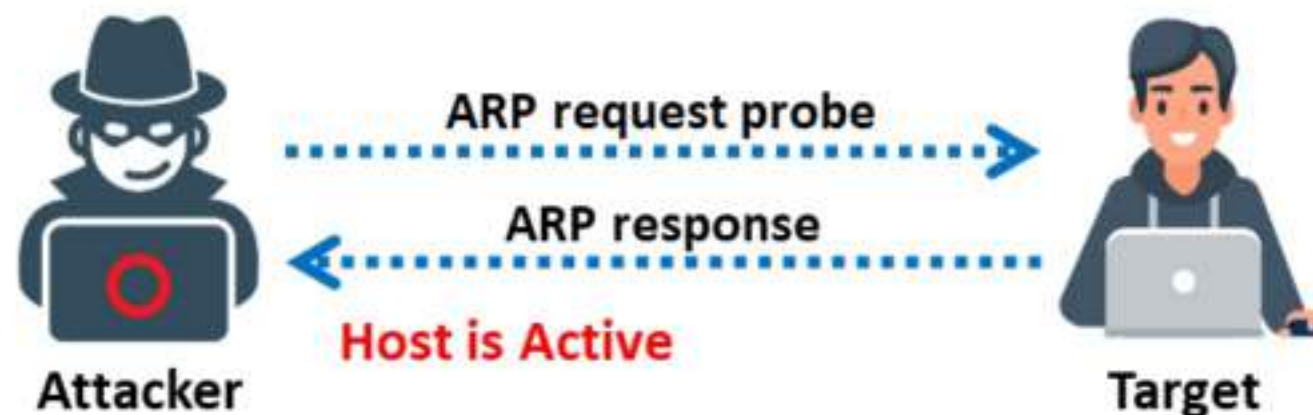 ARP request probe
ARP response
Host is Active
Attacker
Target